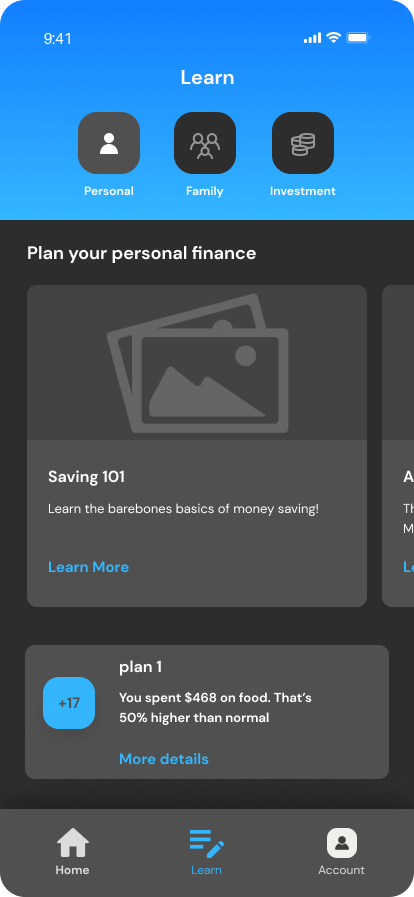 9:41
Learn
Personal
Family
Investment
Plan your personal finance
Saving 101
Learn the barebones basics of money saving!
Learn More
+17
plan 1
You spent $468 on food. That's
50% higher than normal
More details
Home
Learn
Account